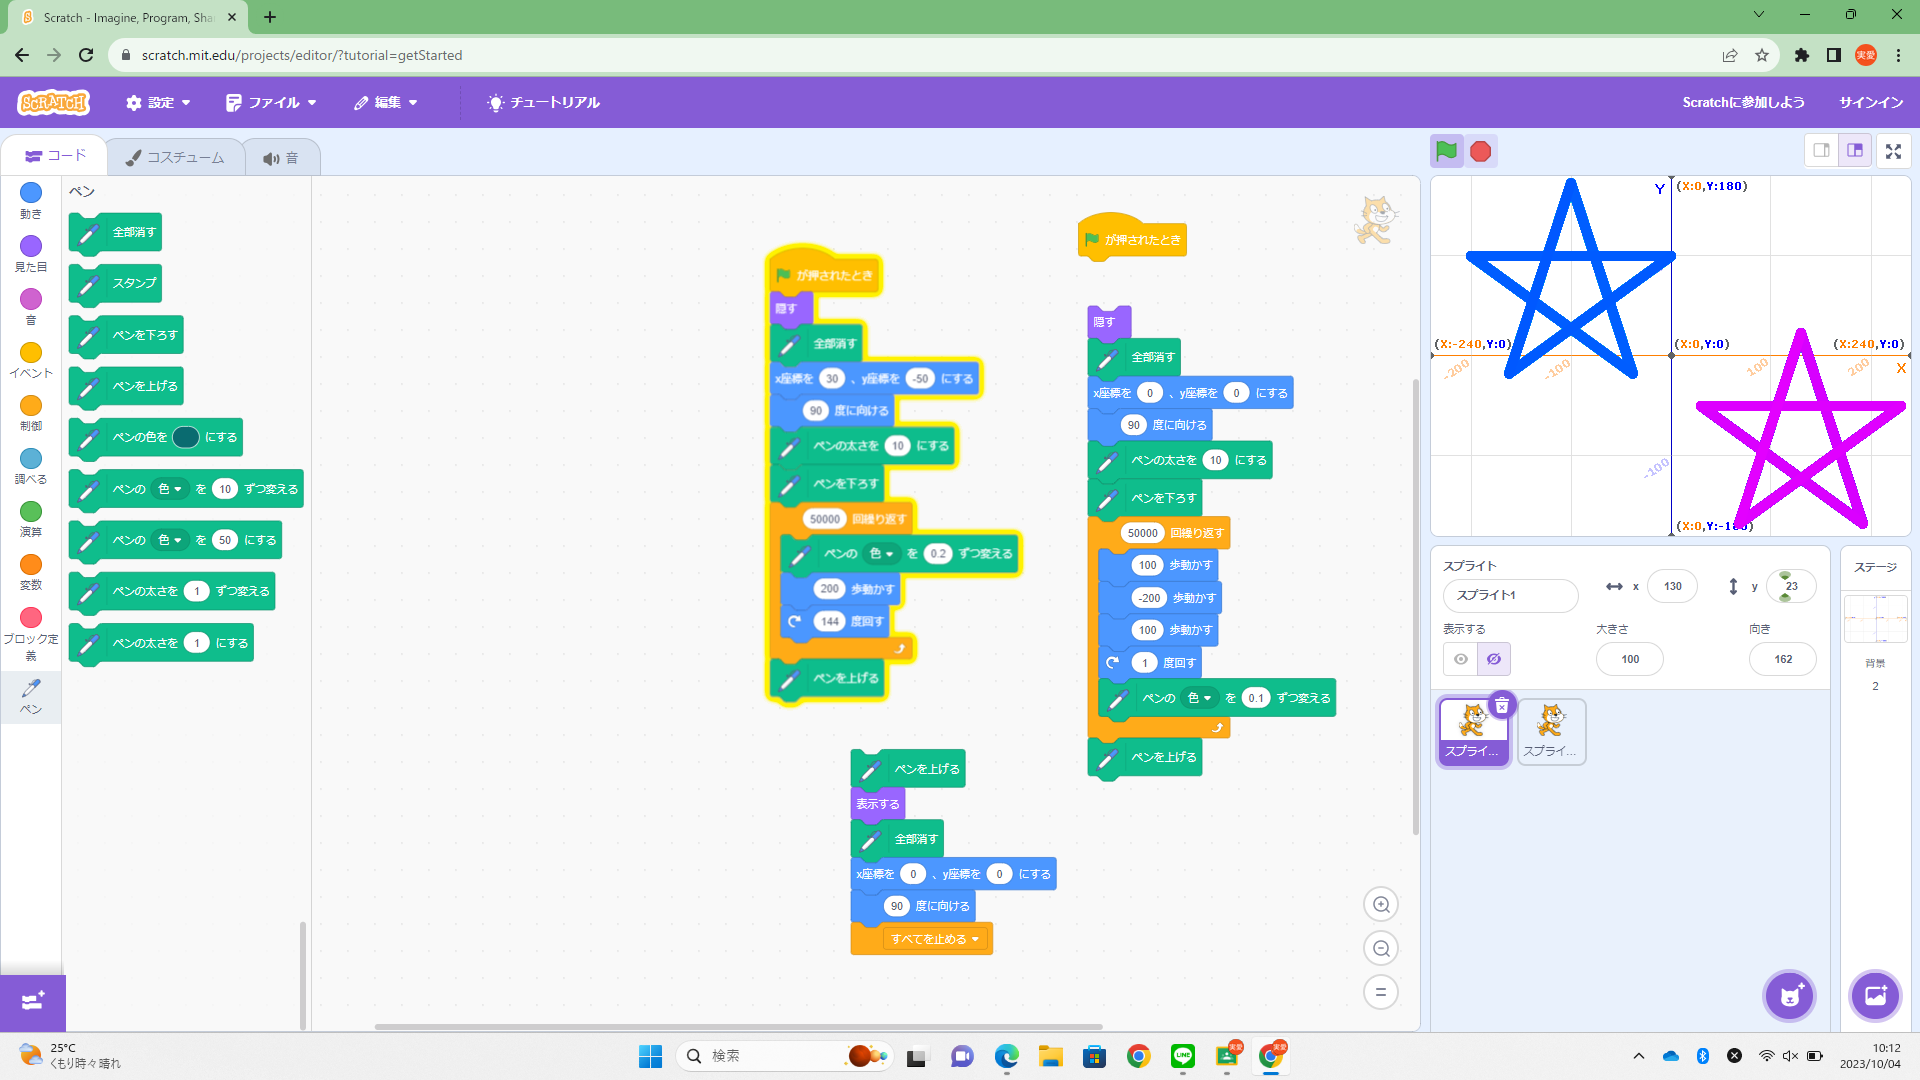 Scratch - Imagine, Program, Sha
scratch.mit.edu/projects/editor/?tutorial=getStarted
実愛
SCRATCH
設定
ファイル
編集
チュートリアル
Scratchに参加しよう
サインイン
コード
コスチューム
音
動き
見た目
音
イベント
制御
調べる
演算
変数
ブロック定義
ペン
ペン
全部消す
スタンプ
ペンを下ろす
ペンを上げる
ペンの色を にする
ペンの 色 を 10 ずつ変える
ペンの 色 を 50 にする
ペンの太さを 1 ずつ変える
ペンの太さを 1 にする
が押されたとき
隠す
全部消す
x座標を 30 、y座標を -50 にする
90 度に向ける
ペンの太さを 10 にする
ペンを下ろす
50000 回繰り返す
ペンの 色 を 0.2 ずつ変える
200 歩動かす
144 度回す
ペンを上げる
ペンを上げる
表示する
全部消す
x座標を 0 、y座標を 0 にする
90 度に向ける
すべてを止める
が押されたとき
隠す
全部消す
x座標を 0 、y座標を 0 にする
90 度に向ける
ペンの太さを 10 にする
ペンを下ろす
50000 回繰り返す
100 歩動かす
-200 歩動かす
100 歩動かす
1 度回す
ペンの 色 を 0.1 ずつ変える
ペンを上げる
Y (X:0,Y:180)
(X:-240,Y:0) (X:0,Y:0) (X:240,Y:0)
-200 -100 100 200 X
-100
(X:0,Y:-180)
スプライト
スプライト1
x 130
y 23
表示する
大きさ
100
向き
162
スプライ...
スプライ...
ステージ
背景
2
25°C
くもり時々晴れ
検索
実愛
実愛
10:12
2023/10/04